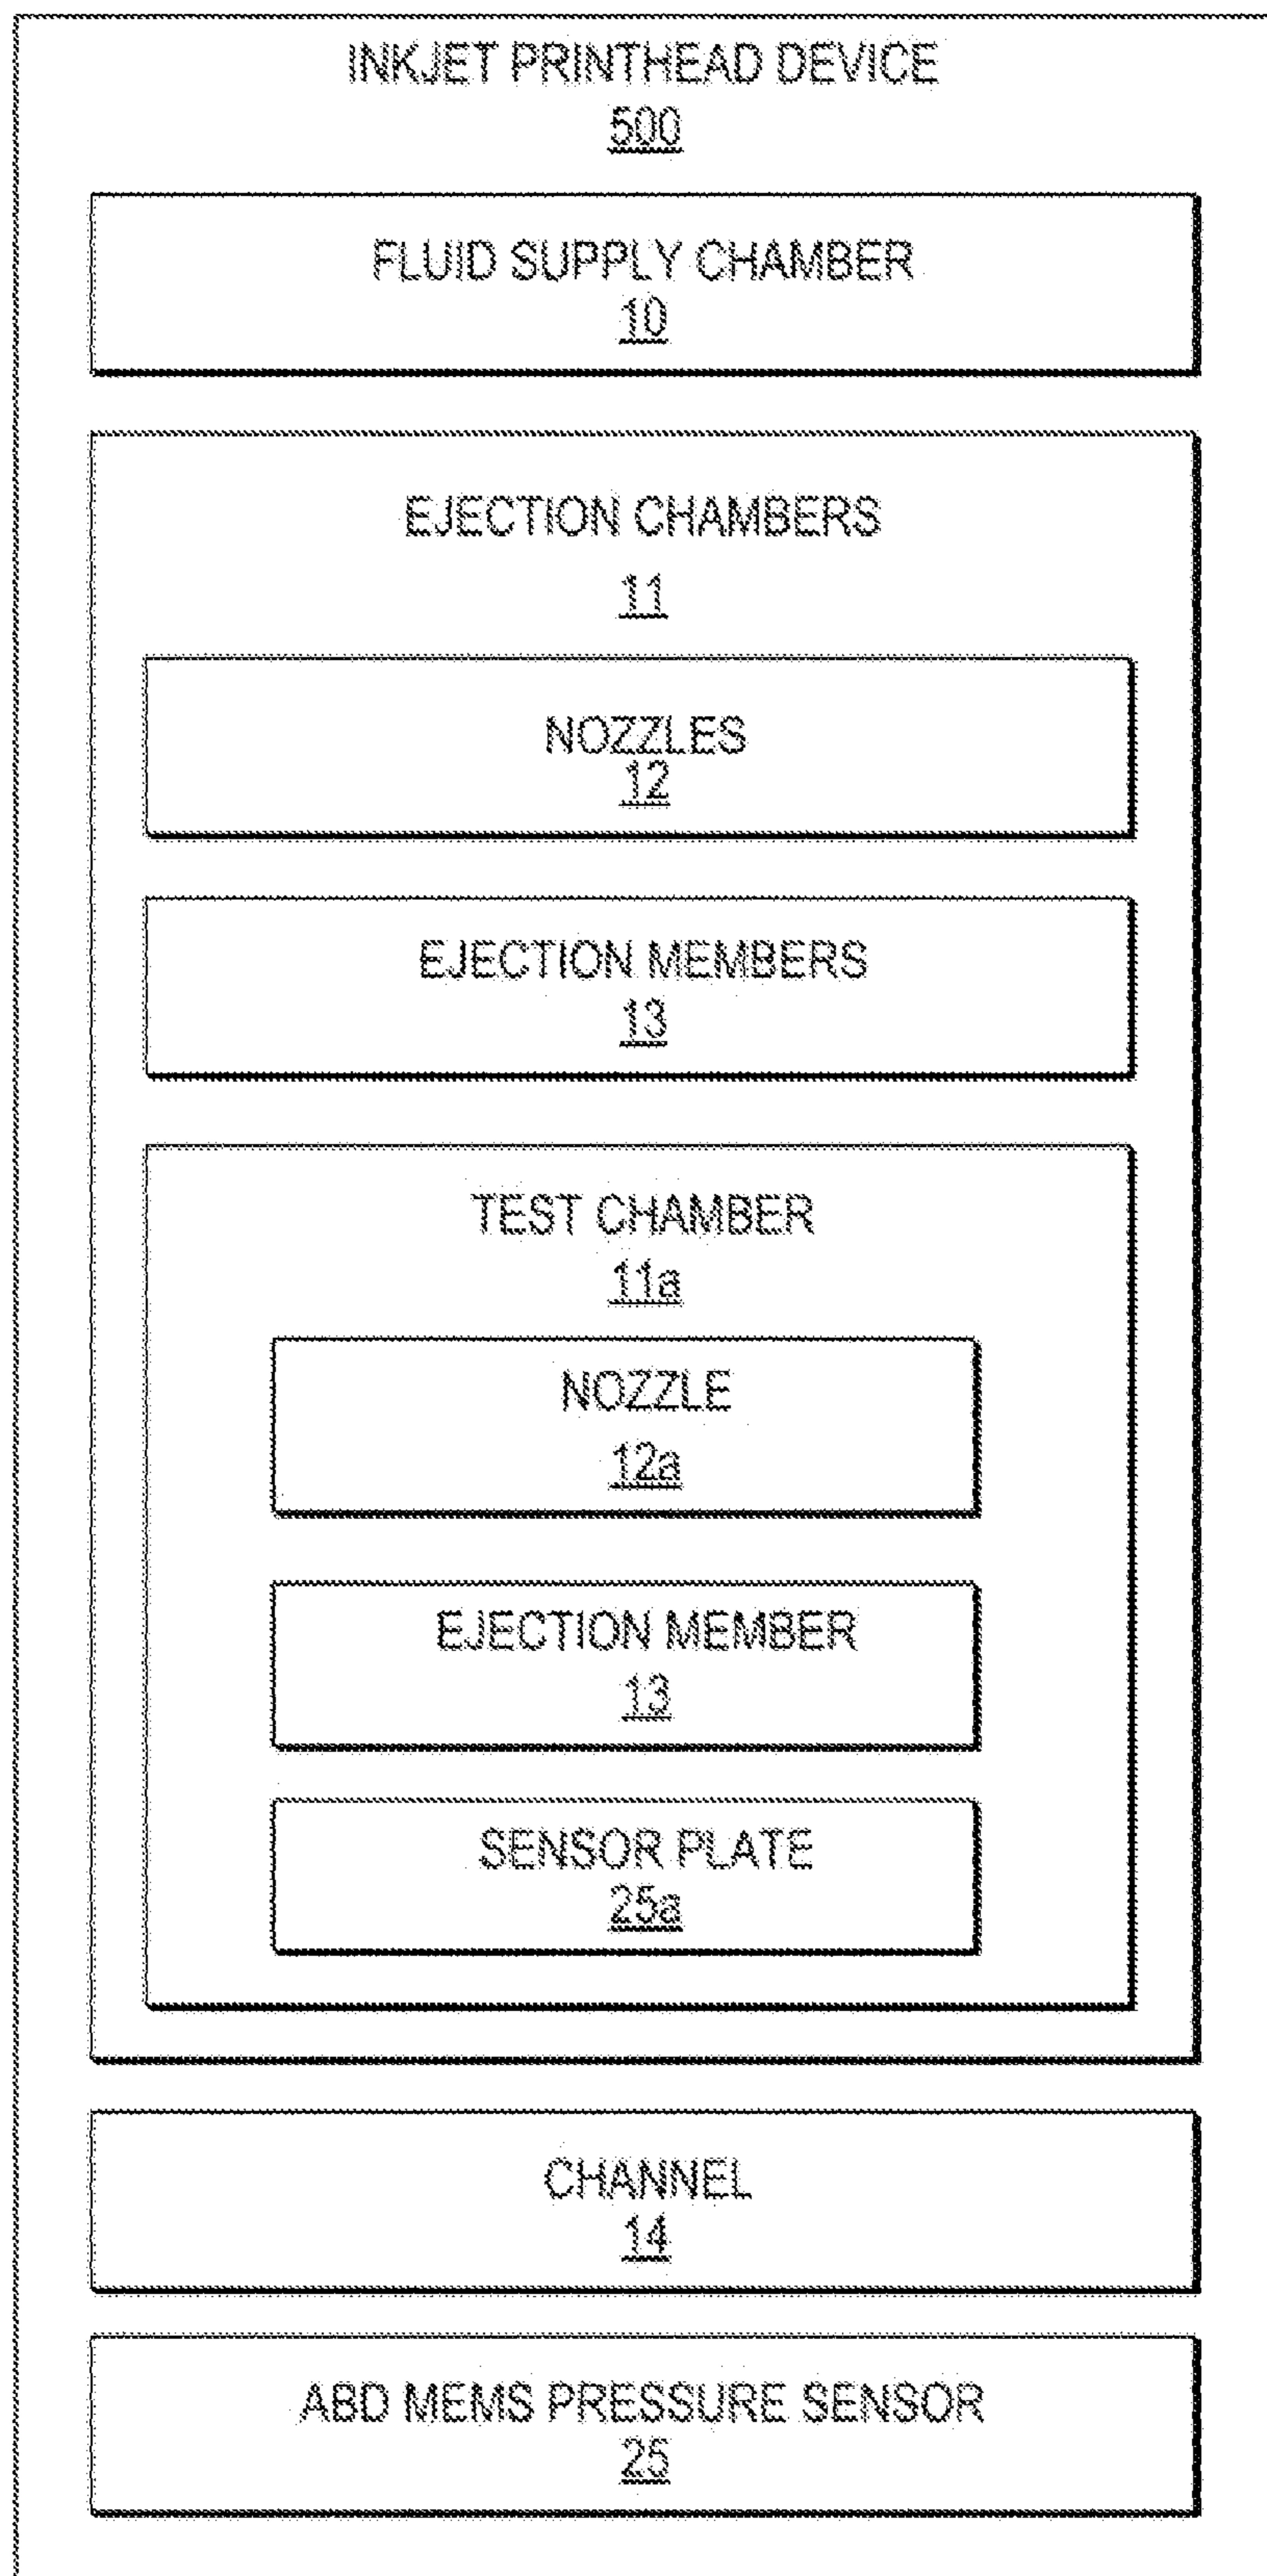 INKJET PRINTHEAD DEVICE
500
FLUID SUPPLY CHAMBER
10
EJECTION CHAMBERS
11
NOZZLES
12
EJECTION MEMBERS
13
TEST CHAMBER
11a
NOZZLE
12a
EJECTION MEMBER
13
SENSOR PLATE
25a
CHANNEL
14
ABD MEMS PRESSURE SENSOR
25